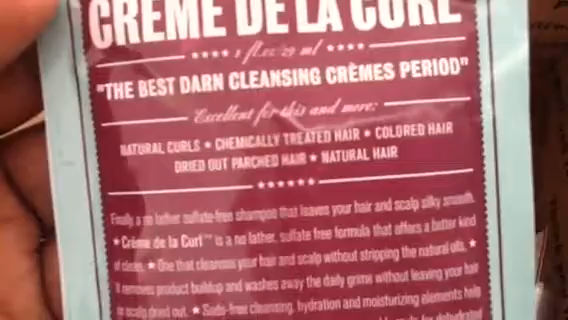 CRÈME DE LA CURL
1 fl.oz/29 ml
"THE BEST DARN CLEANSING CRÈMES PERIOD"
Excellent for this and more:
NATURAL CURLS • CHEMICALLY TREATED HAIR • COLORED HAIR
DRIED OUT PARCHED HAIR • NATURAL HAIR
Finally a no lather sulfate-free shampoo that leaves your hair and scalp silky smooth.
★ Crème de la Curl™ is a no lather, sulfate free formula that offers a better kind
of clean. ★ One that cleanses your hair and scalp without stripping the natural oils. ★
It removes product buildup and washes away the daily grime without leaving your hair
or scalp dried out. ★ Suds-free cleansing, hydration and moisturizing elements help
for dehydrated